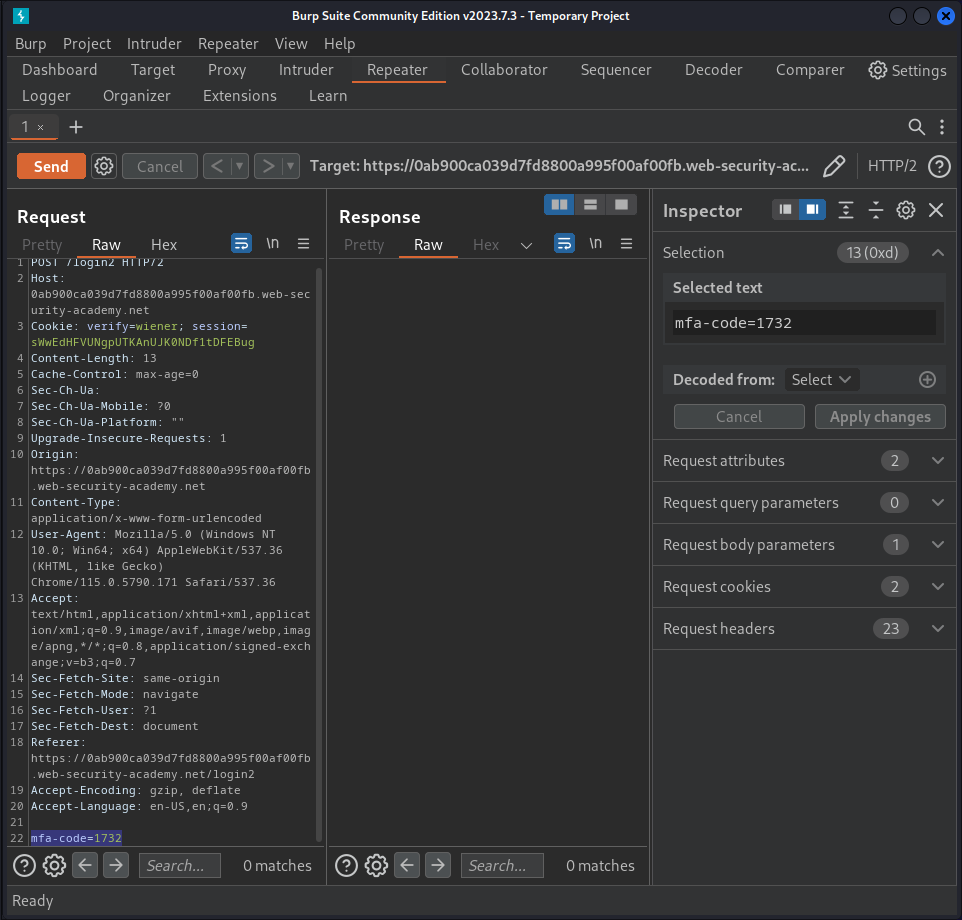 Burp Suite Community Edition v2023.7.3 - Temporary Project
Burp Project Intruder Repeater View Help
Dashboard Target Proxy Intruder Repeater Collaborator Sequencer Decoder Comparer Settings
Logger Organizer Extensions Learn
1 × +
Send Cancel < > Target: https://0ab900ca039d7fd8800a995f00af00fb.web-security-ac... HTTP/2 ?
Request
Pretty Raw Hex \n
1 POST /login2 HTTP/2
2 Host:
0ab900ca039d7fd8800a995f00af00fb.web-sec
urity-academy.net
3 Cookie: verify=wiener; session=
sWwEdHFVUNgpUTKAnUJK0NDf1tDFEBug
4 Content-Length: 13
5 Cache-Control: max-age=0
6 Sec-Ch-Ua:
7 Sec-Ch-Ua-Mobile: ?0
8 Sec-Ch-Ua-Platform: ""
9 Upgrade-Insecure-Requests: 1
10 Origin:
https://0ab900ca039d7fd8800a995f00af00fb
.web-security-academy.net
11 Content-Type:
application/x-www-form-urlencoded
12 User-Agent: Mozilla/5.0 (Windows NT
10.0; Win64; x64) AppleWebKit/537.36
(KHTML, like Gecko)
Chrome/115.0.5790.171 Safari/537.36
13 Accept:
text/html,application/xhtml+xml,applicat
ion/xml;q=0.9,image/avif,image/webp,imag
e/apng,*/*;q=0.8,application/signed-exch
ange;v=b3;q=0.7
14 Sec-Fetch-Site: same-origin
15 Sec-Fetch-Mode: navigate
16 Sec-Fetch-User: ?1
17 Sec-Fetch-Dest: document
18 Referer:
https://0ab900ca039d7fd8800a995f00af00fb
.web-security-academy.net/login2
19 Accept-Encoding: gzip, deflate
20 Accept-Language: en-US,en;q=0.9
21
22 mfa-code=1732
? Search... 0 matches
Response
Pretty Raw Hex \n
? Search... 0 matches
Inspector
Selection 13 (0xd)
Selected text
mfa-code=1732
Decoded from: Select
Cancel Apply changes
Request attributes 2
Request query parameters 0
Request body parameters 1
Request cookies 2
Request headers 23
Ready